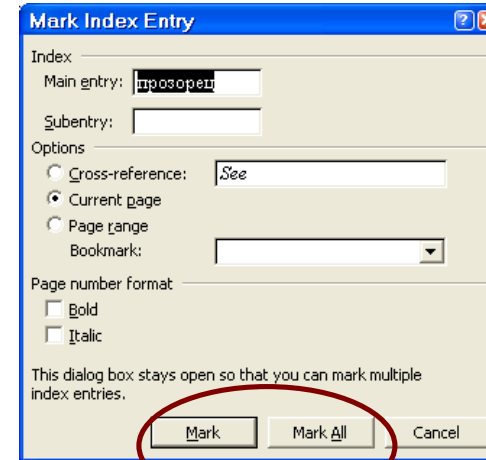 Mark Index Entry
Index
Main entry: прозорец
Subentry:
Options
Cross-reference: See
Current page
Page range
Bookmark:
Page number format
Bold
Italic
This dialog box stays open so that you can mark multiple
index entries.
Mark Mark All Cancel